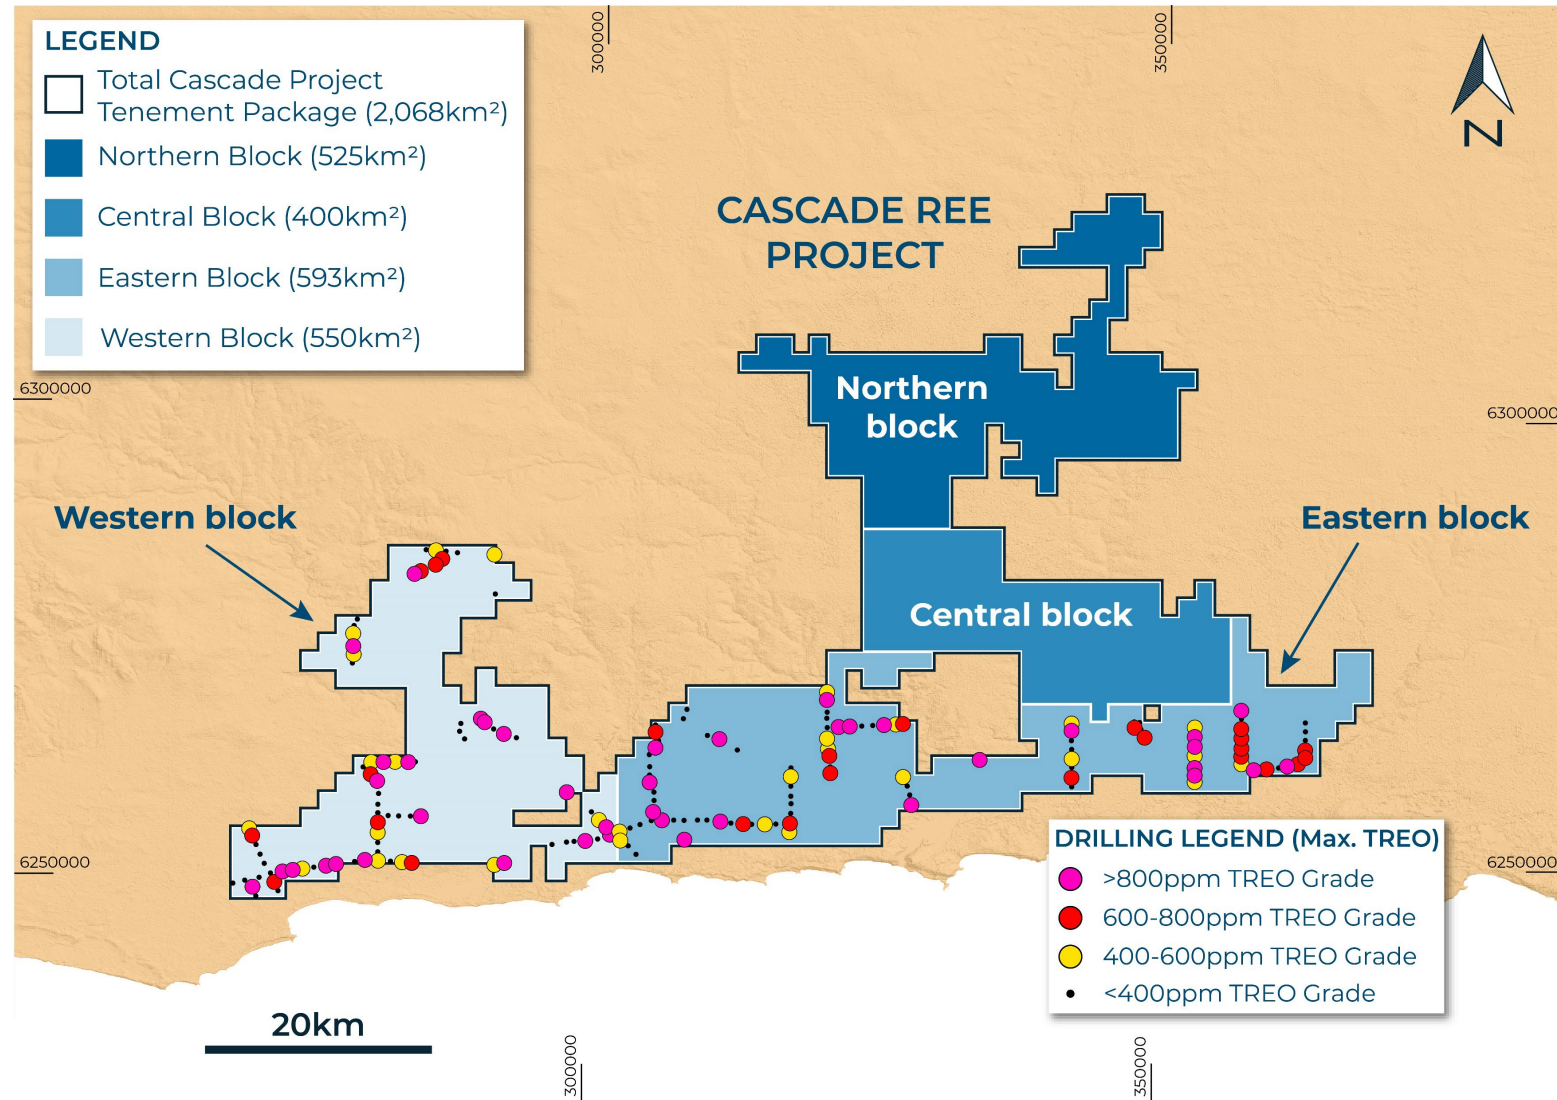 LEGEND
Total Cascade Project
Tenement Package (2,068km²)
Northern Block (525km²)
Central Block (400km²)
Eastern Block (593km²)
Western Block (550km²)
300000
350000
N
CASCADE REE
PROJECT
6300000
6300000
Northern
block
Western block
Eastern block
Central block
6250000
6250000
DRILLING LEGEND (Max. TREO)
>800ppm TREO Grade
600-800ppm TREO Grade
400-600ppm TREO Grade
<400ppm TREO Grade
20km
300000
350000